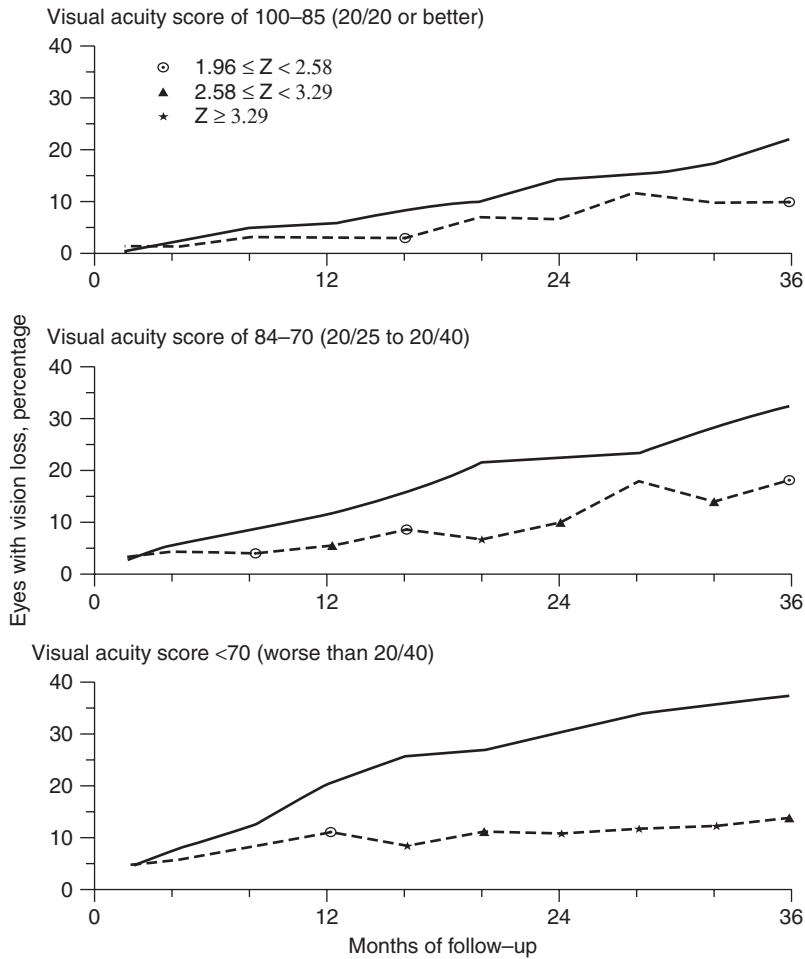 Visual acuity score of 100–85 (20/20 or better)
40
30
20
10
0
1.96 ≤ Z < 2.58
2.58 ≤ Z < 3.29
Z ≥ 3.29
0 12 24 36
Eyes with vision loss, percentage
Visual acuity score of 84–70 (20/25 to 20/40)
40
30
20
10
0
0 12 24 36
Visual acuity score <70 (worse than 20/40)
40
30
20
10
0
0 12 24 36
Months of follow–up